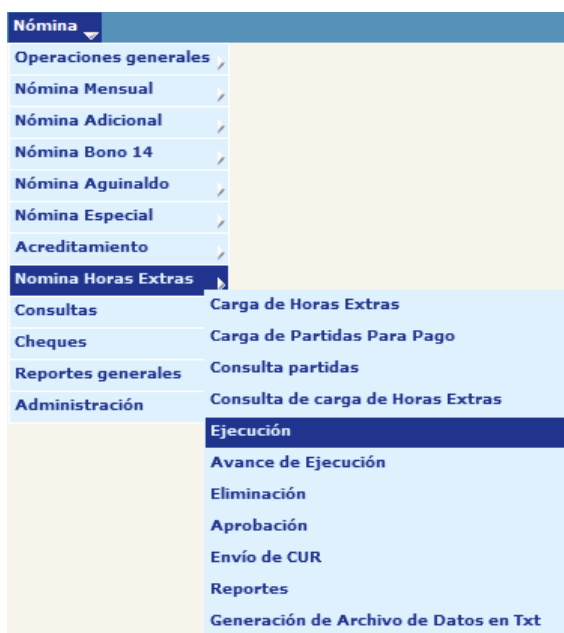 Nómina
Operaciones generales
Nómina Mensual
Nómina Adicional
Nómina Bono 14
Nómina Aguinaldo
Nómina Especial
Acreditamiento
Nomina Horas Extras
Consultas
Cheques
Reportes generales
Administración
Carga de Horas Extras
Carga de Partidas Para Pago
Consulta partidas
Consulta de carga de Horas Extras
Ejecución
Avance de Ejecución
Eliminación
Aprobación
Envío de CUR
Reportes
Generación de Archivo de Datos en Txt